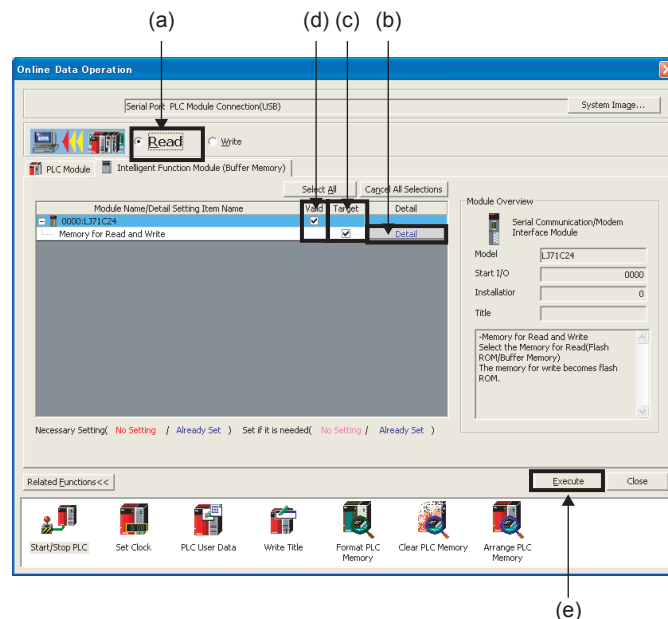 (a) (d) (c) (b)
Online Data Operation
Serial Port PLC Module Connection(USB) System Image...
Read Write
PLC Module Intelligent Function Module (Buffer Memory)
Select All Cancel All Selections
Module Name/Detail Setting Item Name Valid Target Detail
0000:LJ71C24
Memory for Read and Write Detail
Module Overview
Serial Communication/Modem
Interface Module
Model LJ71C24
Start I/O 0000
Installatior 0
Title
-Memory for Read and Write
Select the Memory for Read(Flash
ROM/Buffer Memory)
The memory for write becomes flash
ROM.
Necessary Setting( No Setting / Already Set ) Set if it is needed( No Setting / Already Set )
Related Functions<< Execute Close
Start/Stop PLC Set Clock PLC User Data Write Title Format PLC Memory Clear PLC Memory Arrange PLC Memory
(e)